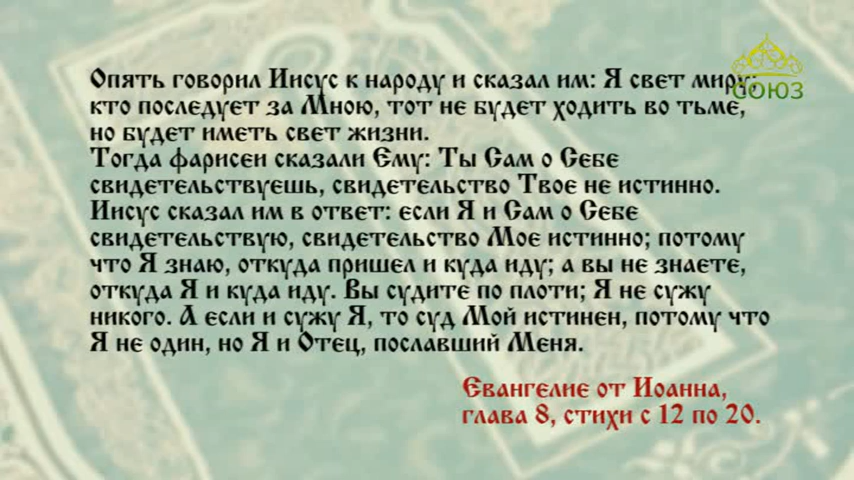 Опять говорил Иисус к народу и сказал им: Я свет миру;
кто последует за Мною, тот не будет ходить во тьме,
но будет иметь свет жизни.
Тогда фарисеи сказали Ему: Ты Сам о Себе
свидетельствуешь, свидетельство Твое не истинно.
Иисус сказал им в ответ: если Я и Сам о Себе
свидетельствую, свидетельство Мое истинно; потому
что Я знаю, откуда пришел и куда иду; а вы не знаете,
откуда Я и куда иду. Вы судите по плоти; Я не сужу
никого. А если и сужу Я, то суд Мой истинен, потому что
Я не один, но Я и Отец, пославший Меня.
Евангелие от Иоанна,
глава 8, стихи с 12 по 20.
СОЮЗ